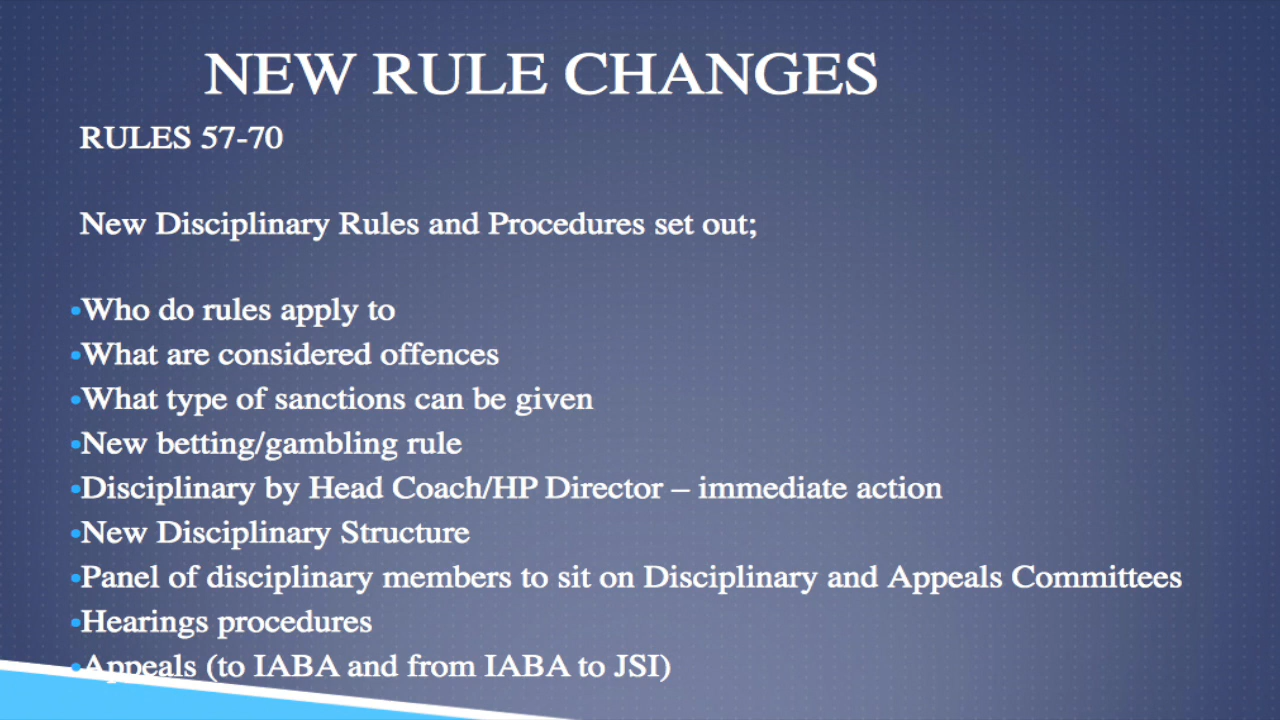 NEW RULE CHANGES
RULES 57-70
New Disciplinary Rules and Procedures set out;
•Who do rules apply to
•What are considered offences
•What type of sanctions can be given
•New betting/gambling rule
•Disciplinary by Head Coach/HP Director – immediate action
•New Disciplinary Structure
•Panel of disciplinary members to sit on Disciplinary and Appeals Committees
•Hearings procedures
•Appeals (to IABA and from IABA to JSI)